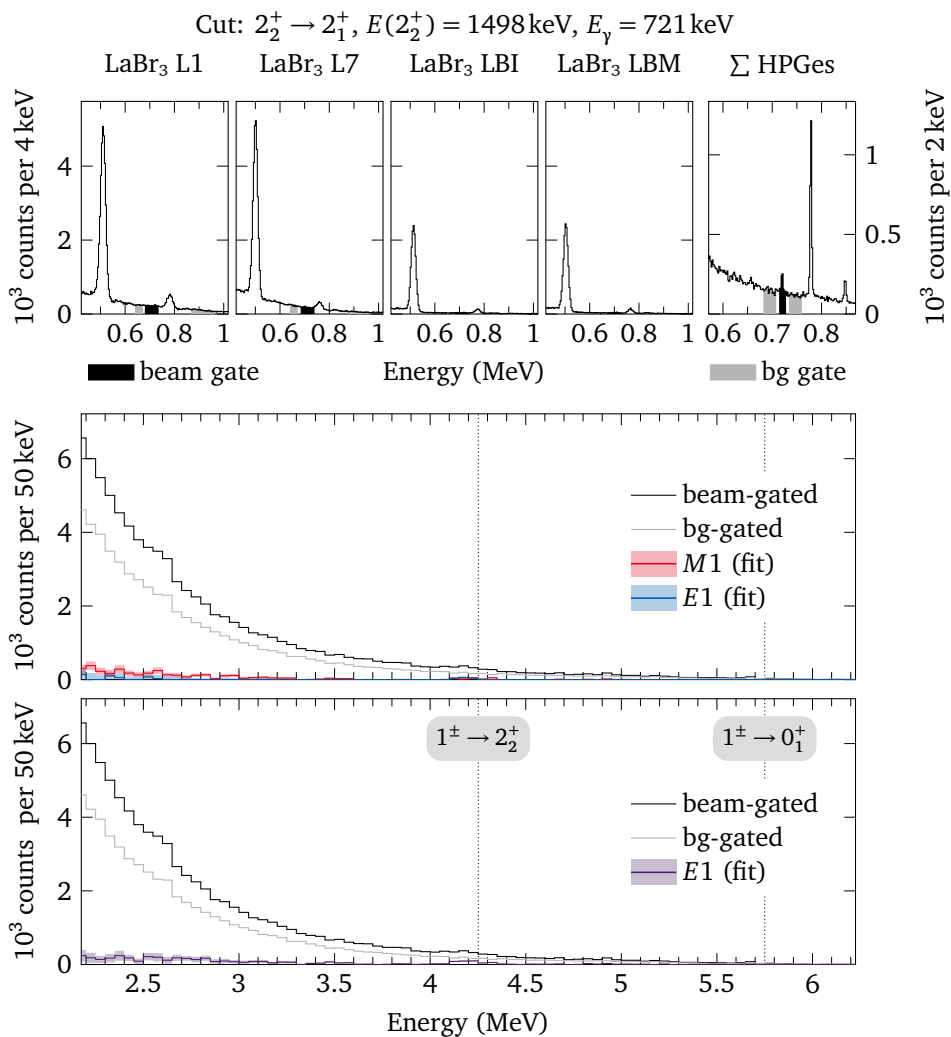 Cut: 2₂⁺ → 2₁⁺, E(2₂⁺) = 1498 keV, Eγ = 721 keV
LaBr₃ L1 LaBr₃ L7 LaBr₃ LBI LaBr₃ LBM ∑ HPGes
10³ counts per 4 keV
0 2 4
0.6 0.8 1 0.6 0.8 1 0.6 0.8 1 0.6 0.8 1 0.6 0.7 0.8
0 0.5 1
10³ counts per 2 keV
beam gate Energy (MeV) bg gate
10³ counts per 50 keV
0 2 4 6
beam-gated
bg-gated
M1 (fit)
E1 (fit)
10³ counts per 50 keV
0 2 4 6
1± → 2₂⁺ 1± → 0₁⁺
beam-gated
bg-gated
E1 (fit)
2.5 3 3.5 4 4.5 5 5.5 6
Energy (MeV)